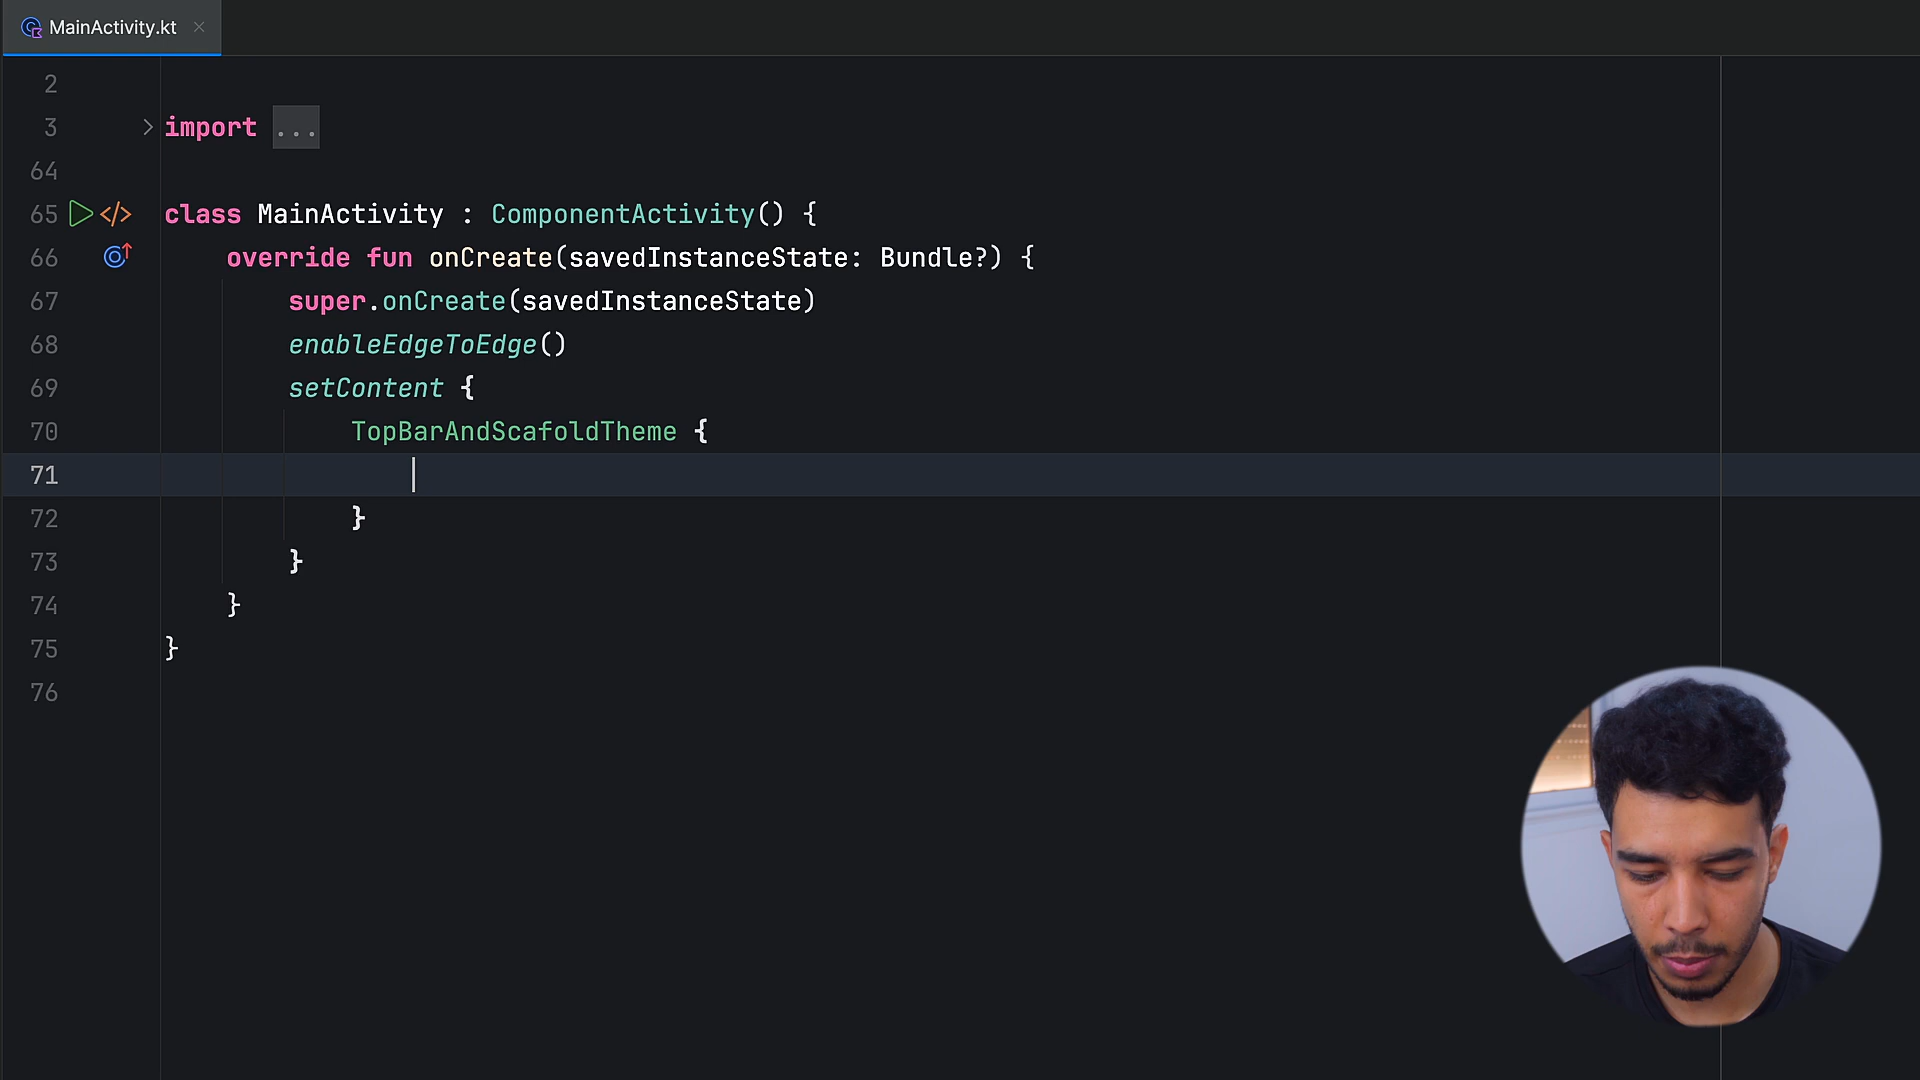 MainActivity.kt
2
3 import ...
64
65 class MainActivity : ComponentActivity() {
66 override fun onCreate(savedInstanceState: Bundle?) {
67 super.onCreate(savedInstanceState)
68 enableEdgeToEdge()
69 setContent {
70 TopBarAndScafoldTheme {
71
72 }
73 }
74 }
75 }
76